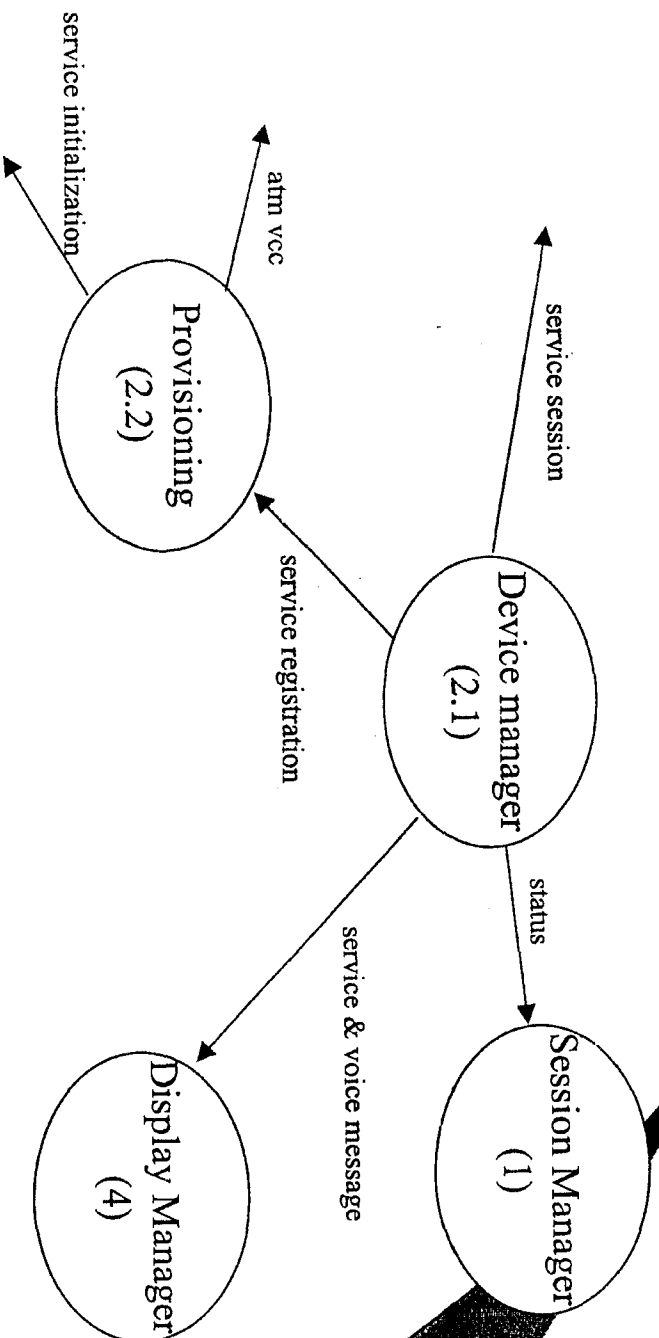 service session
Device manager
(2.1)
status
Session Manager
(1)
service & voice message
service registration
atm vcc
Provisioning
(2.2)
Display Manager
(4)
service initialization